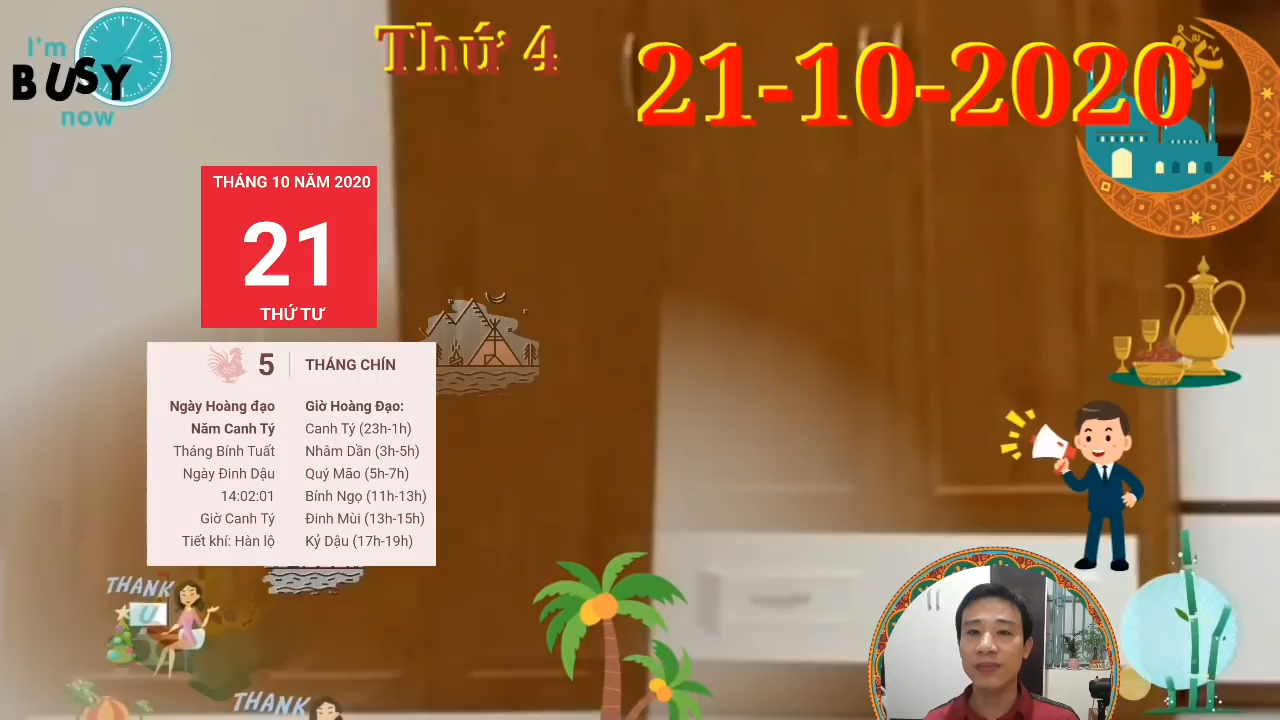 I'm
BUSY
now
Thứ 4
21-10-2020
THÁNG 10 NĂM 2020
21
THỨ TƯ
5 THÁNG CHÍN
Ngày Hoàng đạo
Năm Canh Tý
Tháng Bính Tuất
Ngày Đinh Dậu
14:02:01
Giờ Canh Tý
Tiết khí: Hàn lộ
Giờ Hoàng Đạo:
Canh Tý (23h-1h)
Nhâm Dần (3h-5h)
Quý Mão (5h-7h)
Bính Ngọ (11h-13h)
Đinh Mùi (13h-15h)
Kỷ Dậu (17h-19h)
THANK
U
THANK